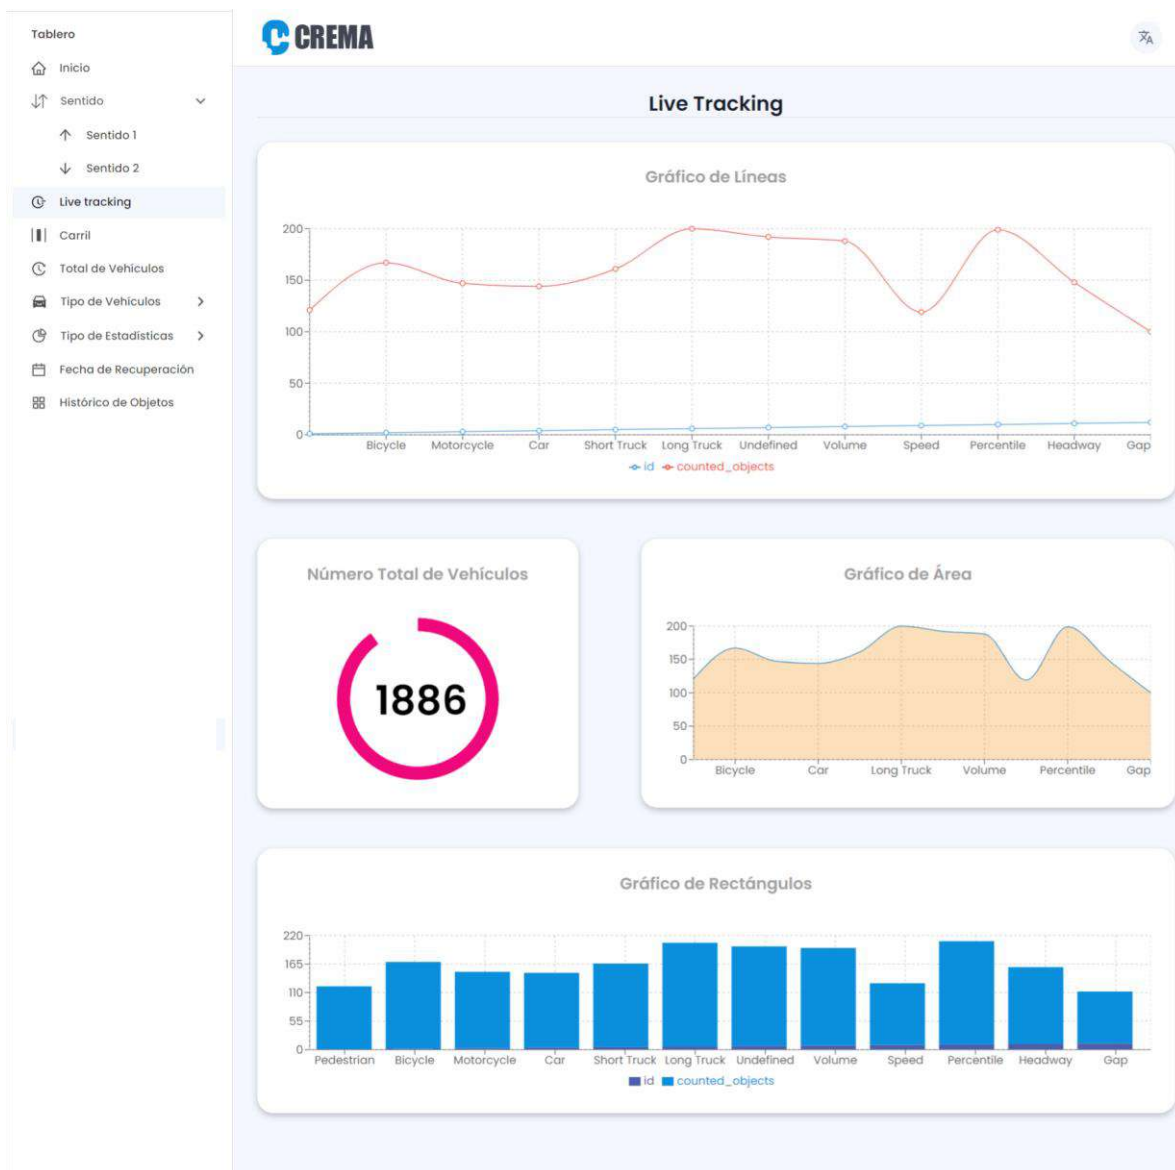 Tablero
Inicio
Sentido
Sentido 1
Sentido 2
Live tracking
Carril
Total de Vehículos
Tipo de Vehículos
Tipo de Estadísticas
Fecha de Recuperación
Histórico de Objetos
CREMA
Live Tracking
Gráfico de Líneas
200
150
100
50
0
Bicycle Motorcycle Car Short Truck Long Truck Undefined Volume Speed Percentile Headway Gap
id counted_objects
Número Total de Vehículos
1886
Gráfico de Área
200
150
100
50
0
Bicycle Car Long Truck Volume Percentile Gap
Gráfico de Rectángulos
220
165
110
55
0
Pedestrian Bicycle Motorcycle Car Short Truck Long Truck Undefined Volume Speed Percentile Headway Gap
id counted_objects